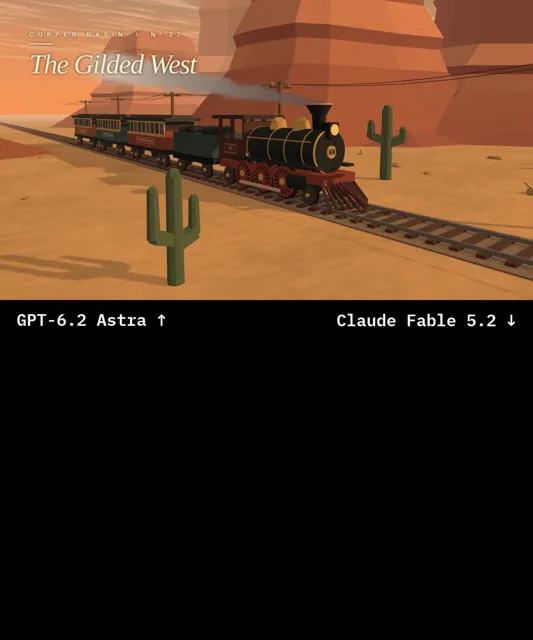 COPPER BASIN / Nº 27
The Gilded West
GPT-6.2 Astra ↑
Claude Fable 5.2 ↓